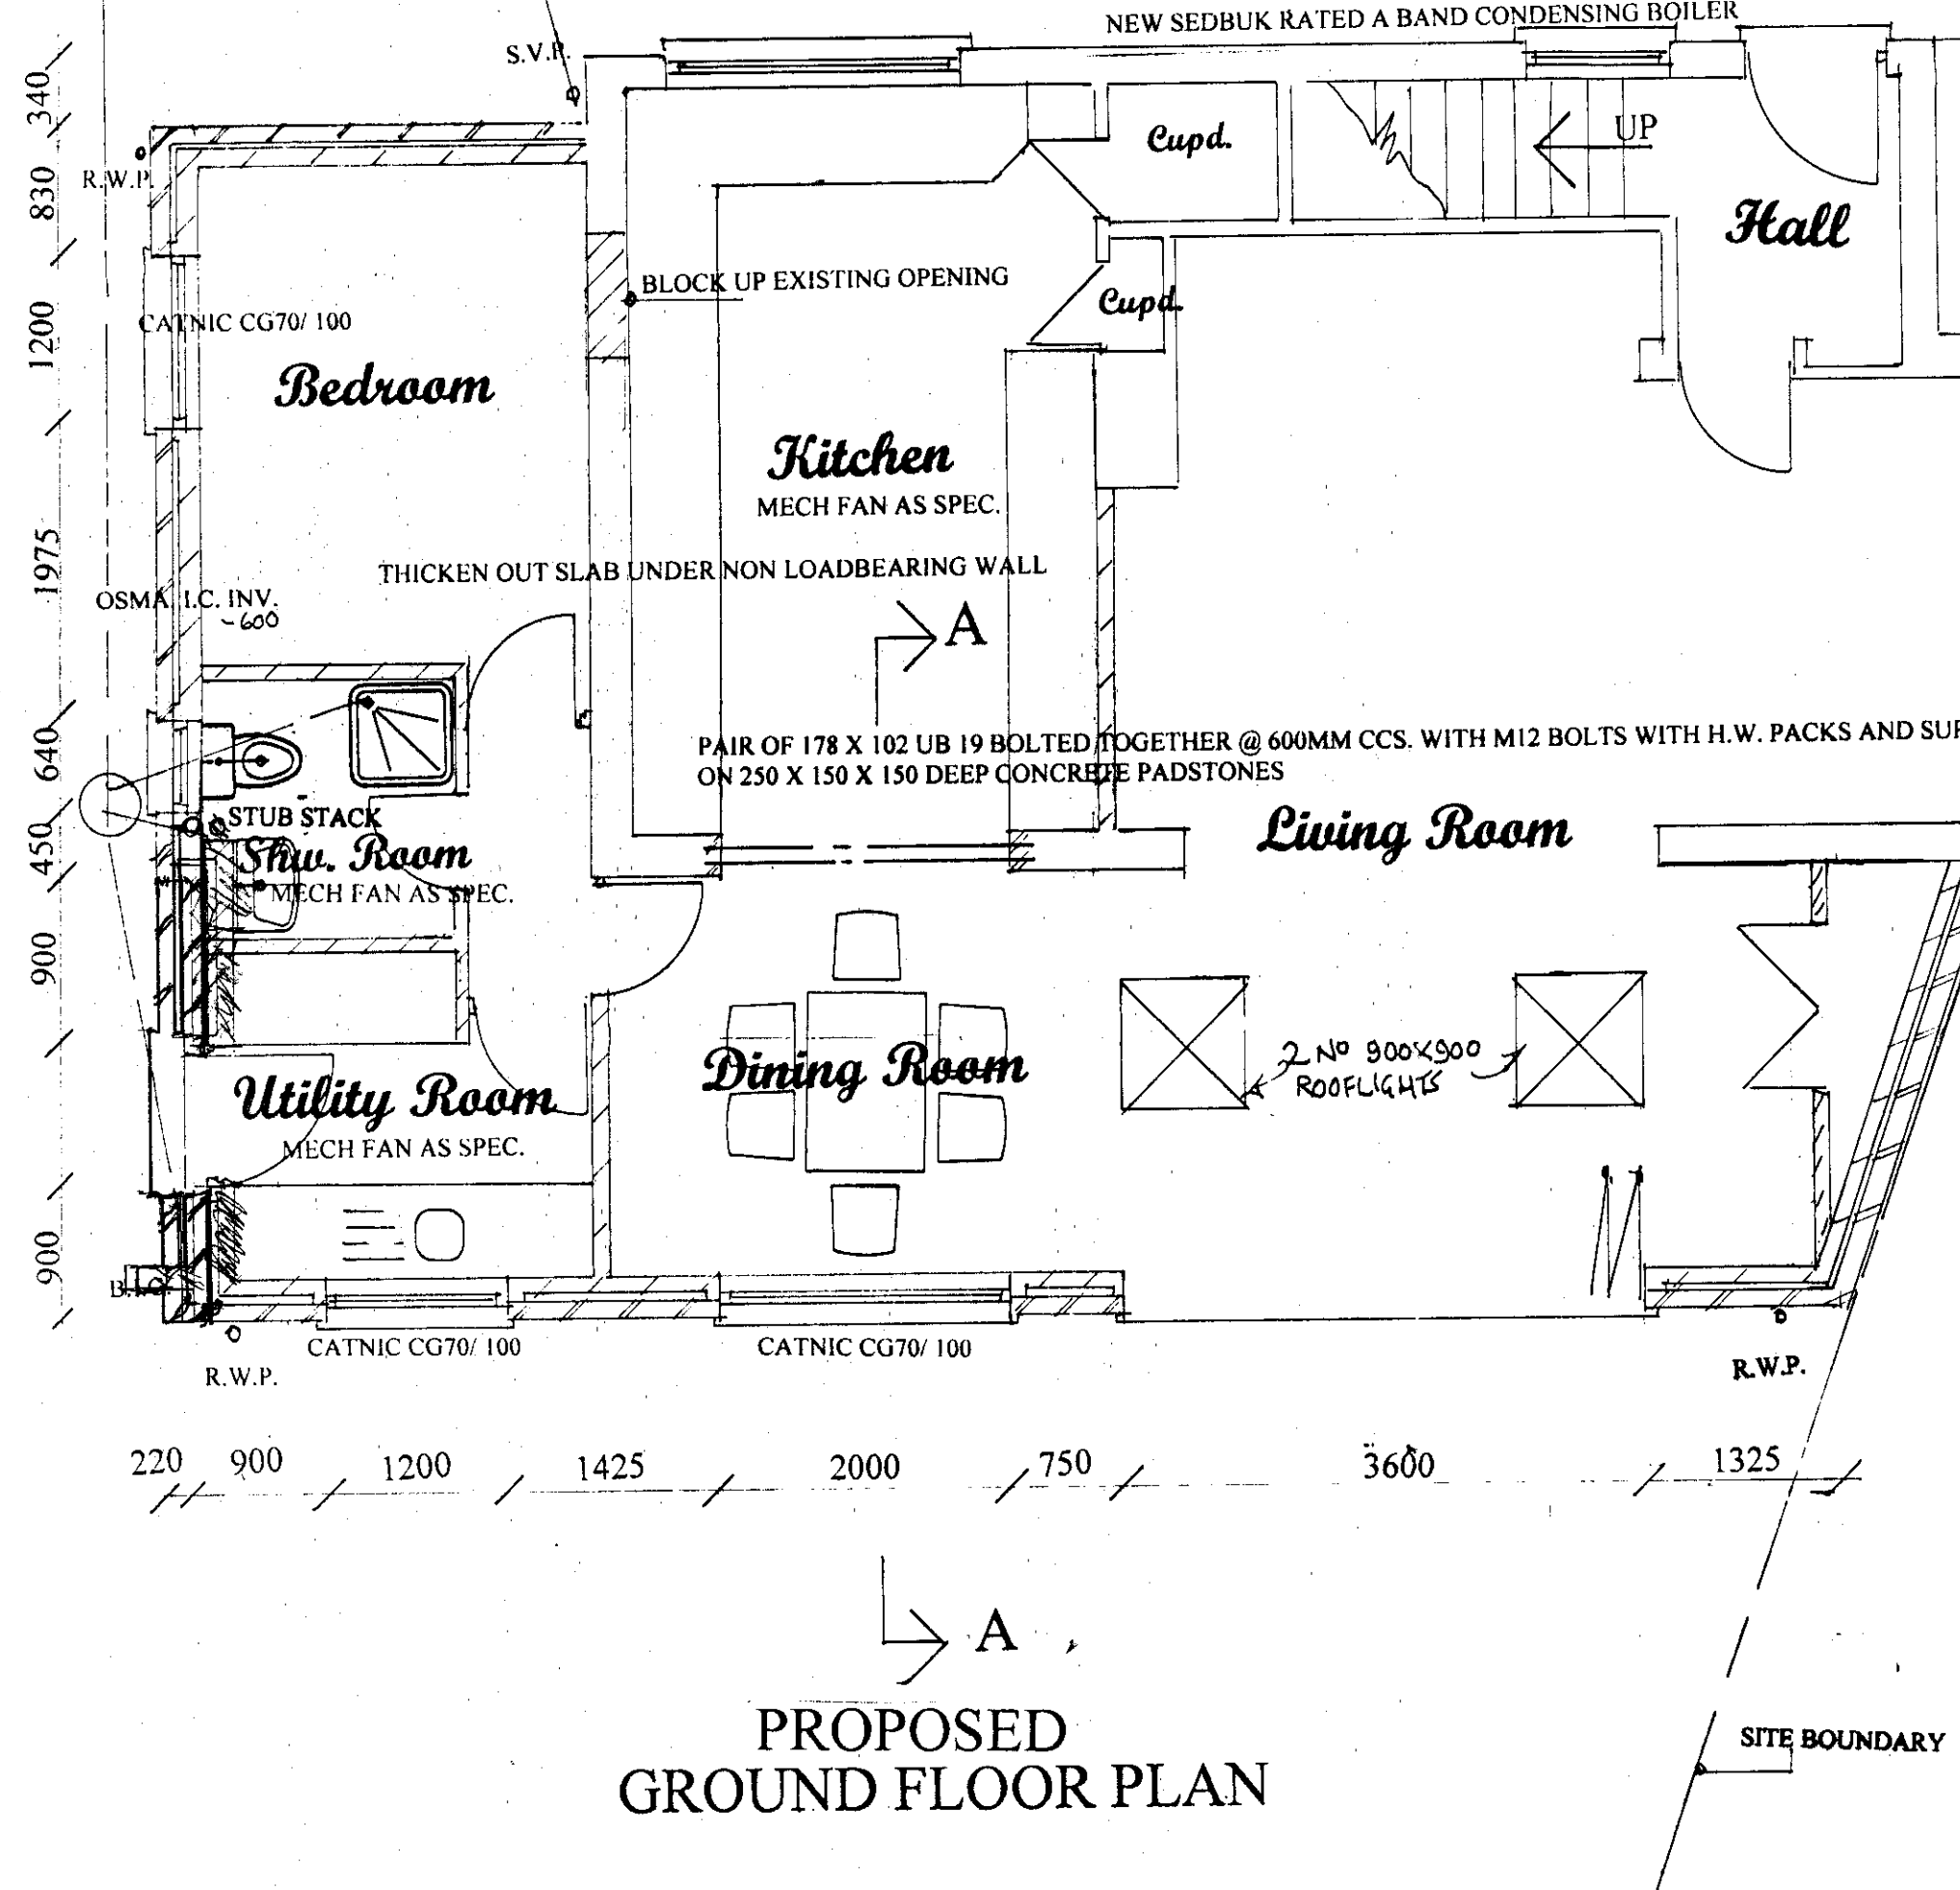 NEW SEDBUK RATED A BAND CONDENSING BOILER
S.V.P.
340
Cupd.
UP
R.W.P.
830
Hall
BLOCK UP EXISTING OPENING
Cupd.
1200
CATNIC CG70/ 100
Bedroom
Kitchen
MECH FAN AS SPEC.
1975
THICKEN OUT SLAB UNDER NON LOADBEARING WALL
OSMA I.C. INV.
-600
A
640
PAIR OF 178 X 102 UB 19 BOLTED TOGETHER @ 600MM CCS. WITH M12 BOLTS WITH H.W. PACKS AND
ON 250 X 150 X 150 DEEP CONCRETE PADSTONES
STUB STACK
Living Room
450
Shw. Room
MECH FAN AS SPEC.
900
2 No 900X900
ROOFLIGHTS
Dining Room
Utility Room
MECH FAN AS SPEC.
900
CATNIC CG70/ 100
CATNIC CG70/ 100
R.W.P.
R.W.P.
220 900 1200 1425 2000 750 3600 1325
A
PROPOSED
GROUND FLOOR PLAN
SITE BOUNDARY